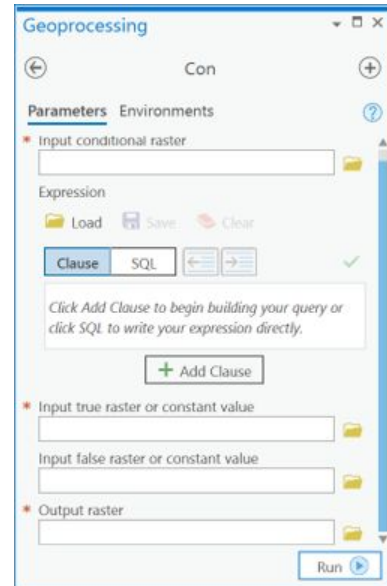 Geoprocessing
Con
Parameters Environments
* Input conditional raster
Expression
Load Save Clear
Clause SQL
Click Add Clause to begin building your query or
click SQL to write your expression directly.
+ Add Clause
* Input true raster or constant value
Input false raster or constant value
* Output raster
Run